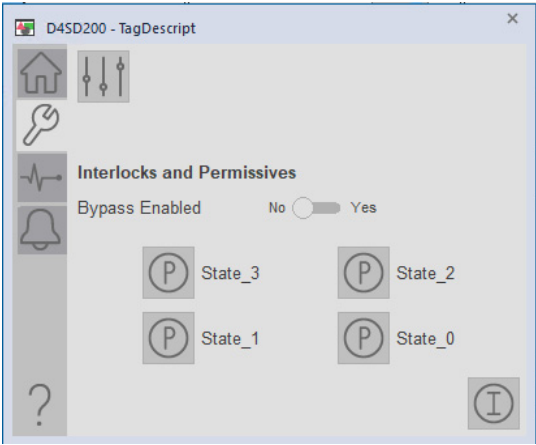 D4SD200 - TagDescript
Interlocks and Permissives
Bypass Enabled No Yes
P State_3 P State_2
P State_1 P State_0
?
I